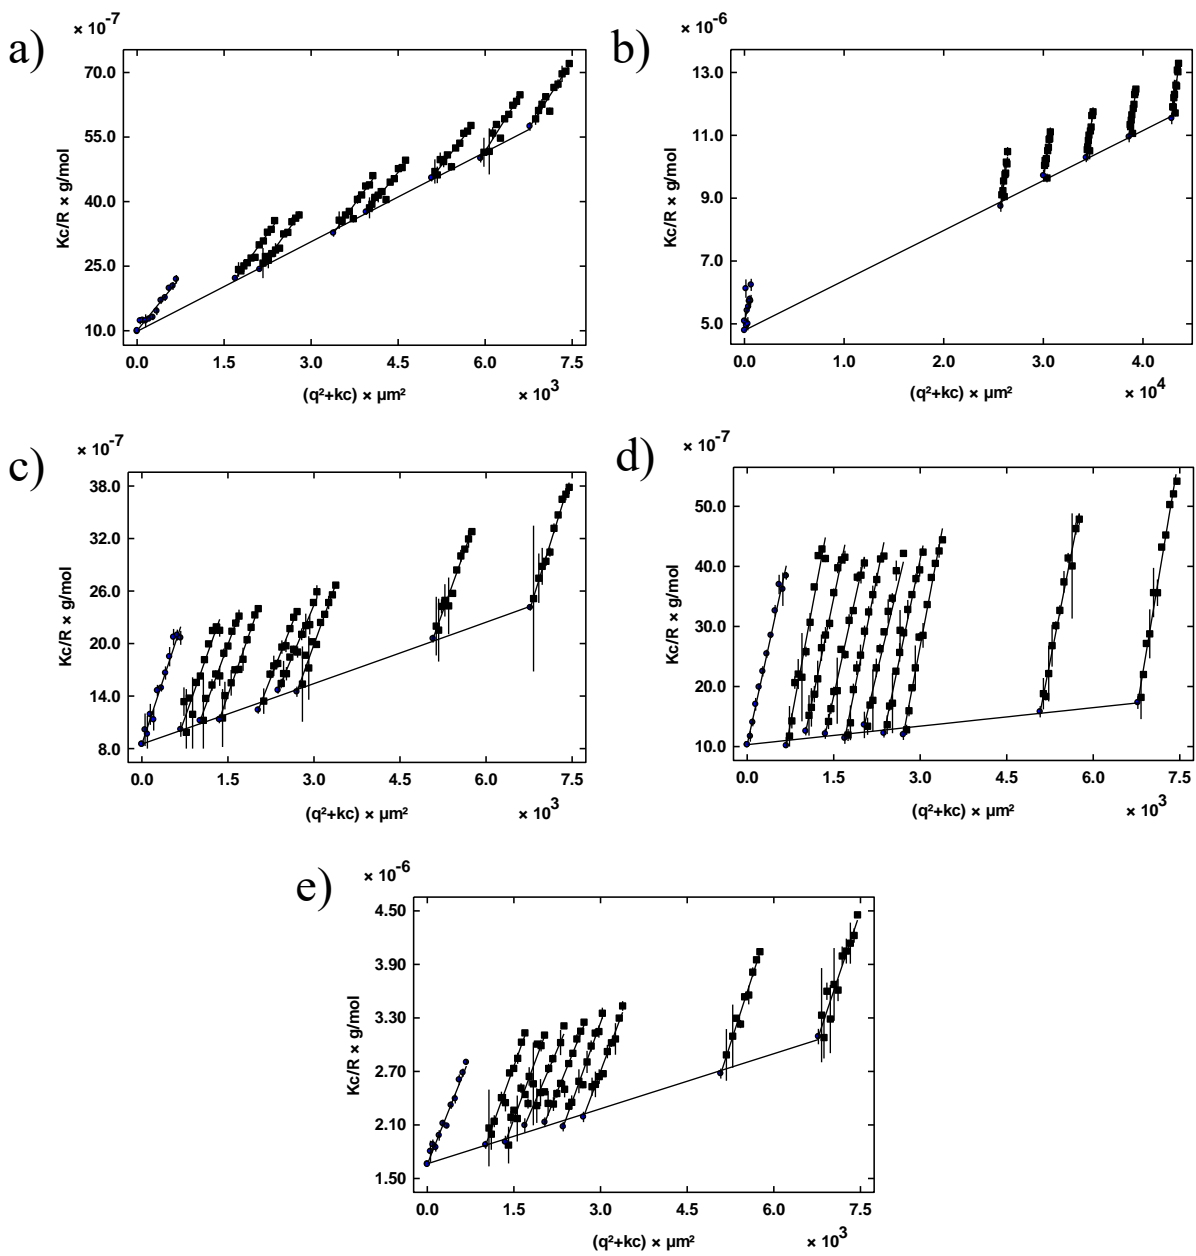 a)
× 10⁻⁷
Kc/R × g/mol
70.0
55.0
40.0
25.0
10.0
0.0 1.5 3.0 4.5 6.0 7.5
(q²+kc) × µm²
× 10³
b)
× 10⁻⁶
Kc/R × g/mol
13.0
11.0
9.0
7.0
5.0
0.0 1.0 2.0 3.0 4.0
(q²+kc) × µm²
× 10⁴
c)
× 10⁻⁷
Kc/R × g/mol
38.0
32.0
26.0
20.0
14.0
8.0
0.0 1.5 3.0 4.5 6.0 7.5
(q²+kc) × µm²
× 10³
d)
× 10⁻⁷
Kc/R × g/mol
50.0
40.0
30.0
20.0
10.0
0.0 1.5 3.0 4.5 6.0 7.5
(q²+kc) × µm²
× 10³
e)
× 10⁻⁶
Kc/R × g/mol
4.50
3.90
3.30
2.70
2.10
1.50
0.0 1.5 3.0 4.5 6.0 7.5
(q²+kc) × µm²
× 10³